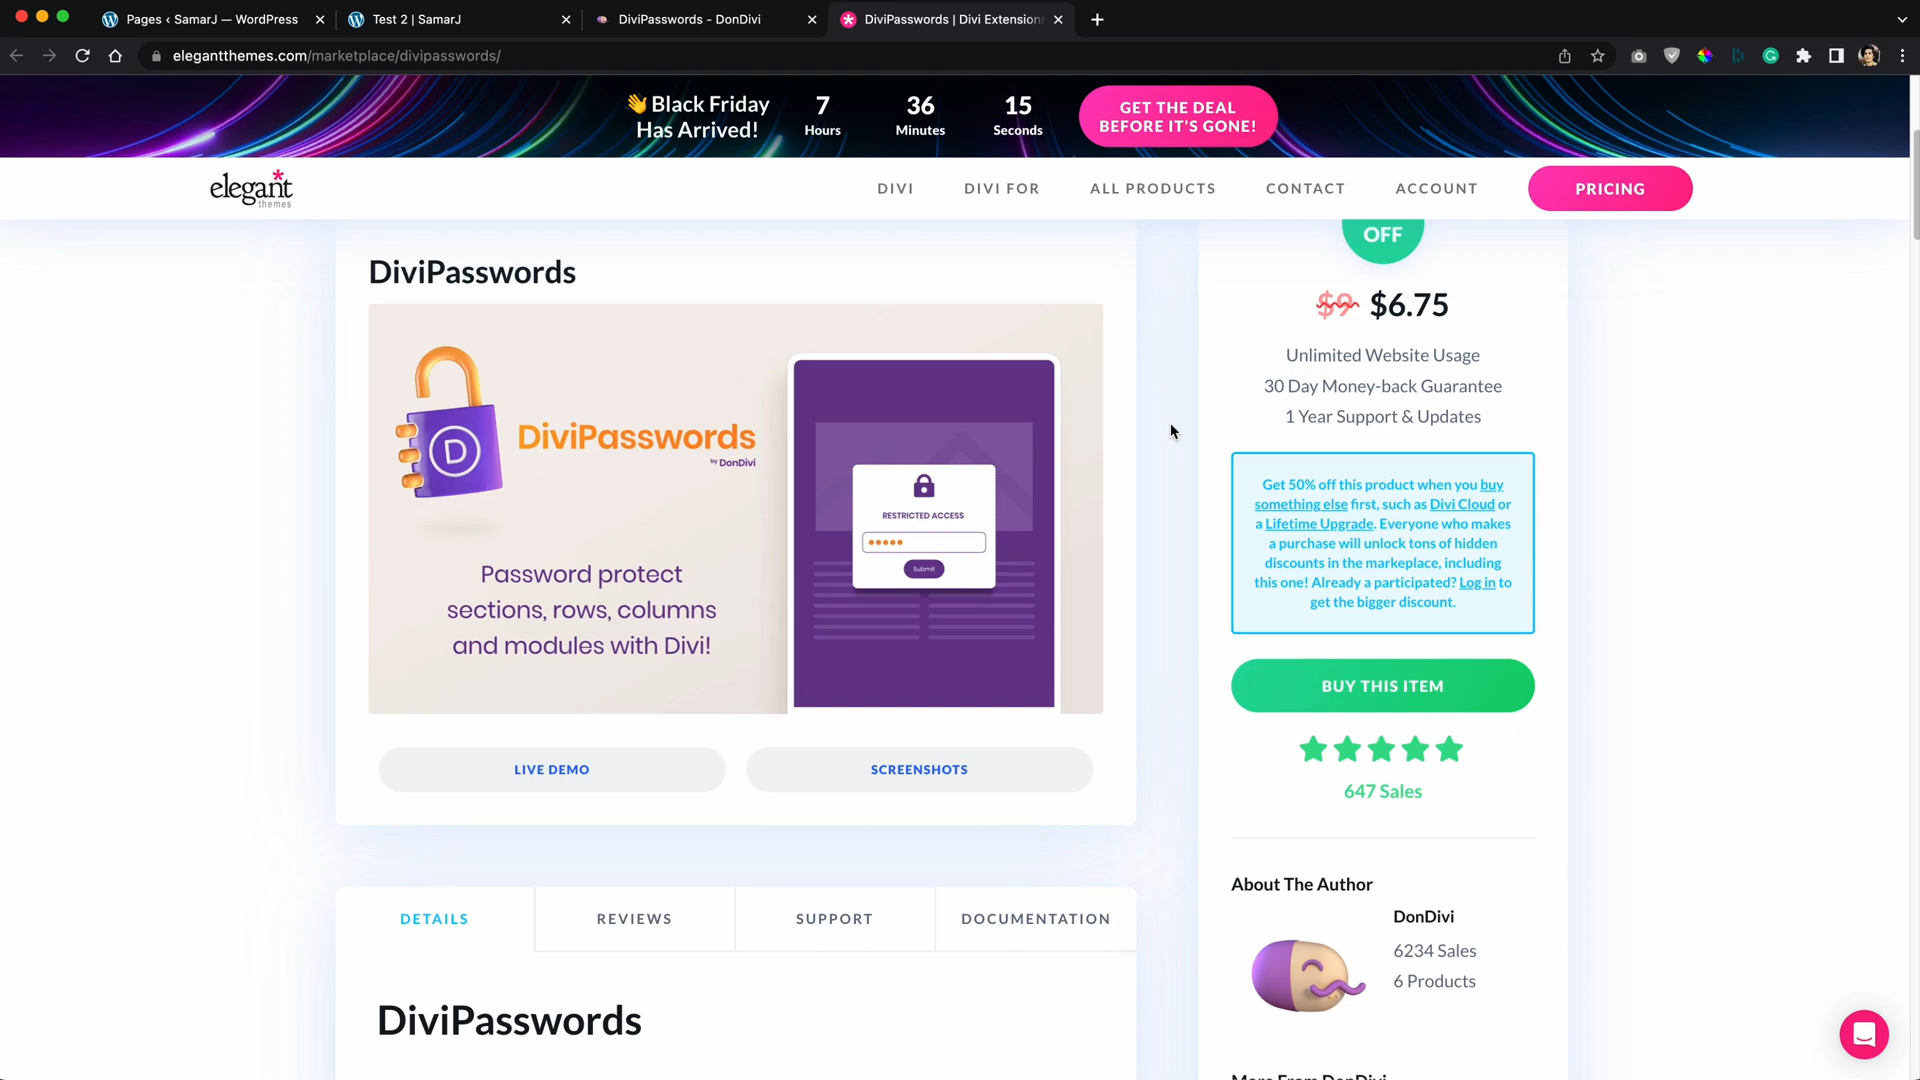 Pages ‹ SamarJ — WordPress
Test 2 | SamarJ
DiviPasswords - DonDivi
DiviPasswords | Divi Extension
elegantthemes.com/marketplace/divipasswords/
👋 Black Friday
Has Arrived!
7
Hours
36
Minutes
15
Seconds
GET THE DEAL
BEFORE IT'S GONE!
elegant
themes
DIVI
DIVI FOR
ALL PRODUCTS
CONTACT
ACCOUNT
PRICING
DiviPasswords
D
DiviPasswords
by DonDivi
Password protect
sections, rows, columns
and modules with Divi!
RESTRICTED ACCESS
Submit
LIVE DEMO
SCREENSHOTS
OFF
$9 $6.75
Unlimited Website Usage
30 Day Money-back Guarantee
1 Year Support & Updates
Get 50% off this product when you buy
something else first, such as Divi Cloud or
a Lifetime Upgrade. Everyone who makes
a purchase will unlock tons of hidden
discounts in the markeplace, including
this one! Already a participated? Log in to
get the bigger discount.
BUY THIS ITEM
647 Sales
About The Author
DonDivi
6234 Sales
6 Products
More From DonDivi
DETAILS
REVIEWS
SUPPORT
DOCUMENTATION
DiviPasswords